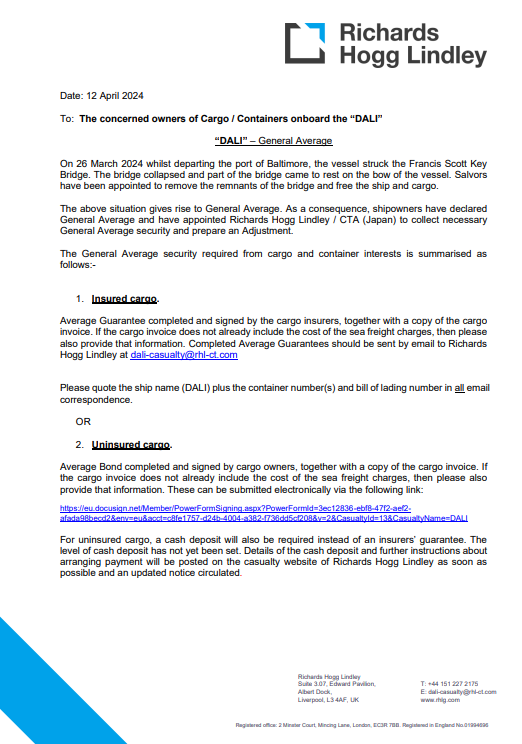 Richards
Hogg Lindley
Date: 12 April 2024
To: The concerned owners of Cargo / Containers onboard the “DALI”
“DALI” – General Average
On 26 March 2024 whilst departing the port of Baltimore, the vessel struck the Francis Scott Key
Bridge. The bridge collapsed and part of the bridge came to rest on the bow of the vessel. Salvors
have been appointed to remove the remnants of the bridge and free the ship and cargo.
The above situation gives rise to General Average. As a consequence, shipowners have declared
General Average and have appointed Richards Hogg Lindley / CTA (Japan) to collect necessary
General Average security and prepare an Adjustment.
The General Average security required from cargo and container interests is summarised as
follows:-
1. Insured cargo.
Average Guarantee completed and signed by the cargo insurers, together with a copy of the cargo
invoice. If the cargo invoice does not already include the cost of the sea freight charges, then please
also provide that information. Completed Average Guarantees should be sent by email to Richards
Hogg Lindley at dali-casualty@rhl-ct.com
Please quote the ship name (DALI) plus the container number(s) and bill of lading number in all email
correspondence.
OR
2. Uninsured cargo.
Average Bond completed and signed by cargo owners, together with a copy of the cargo invoice. If
the cargo invoice does not already include the cost of the sea freight charges, then please also
provide that information. These can be submitted electronically via the following link:
https://eu.docusign.net/Member/PowerFormSigning.aspx?PowerFormId=3ec12836-ebf8-47f2-aef2-
afada98becd2&env=eu&acct=c8fe1757-d24b-4004-a382-f736dd5cf208&v=2&CasualtyId=13&CasualtyName=DALI
For uninsured cargo, a cash deposit will also be required instead of an insurers’ guarantee. The
level of cash deposit has not yet been set. Details of the cash deposit and further instructions about
arranging payment will be posted on the casualty website of Richards Hogg Lindley as soon as
possible and an updated notice circulated.
Richards Hogg Lindley
Suite 3.07, Edward Pavilion,
Albert Dock,
Liverpool, L3 4AF, UK
T: +44 151 227 2175
E: dali-casualty@rhl-ct.com
www.rhlg.com
Registered office: 2 Minster Court, Mincing Lane, London, EC3R 7BB. Registered in England No.01994696